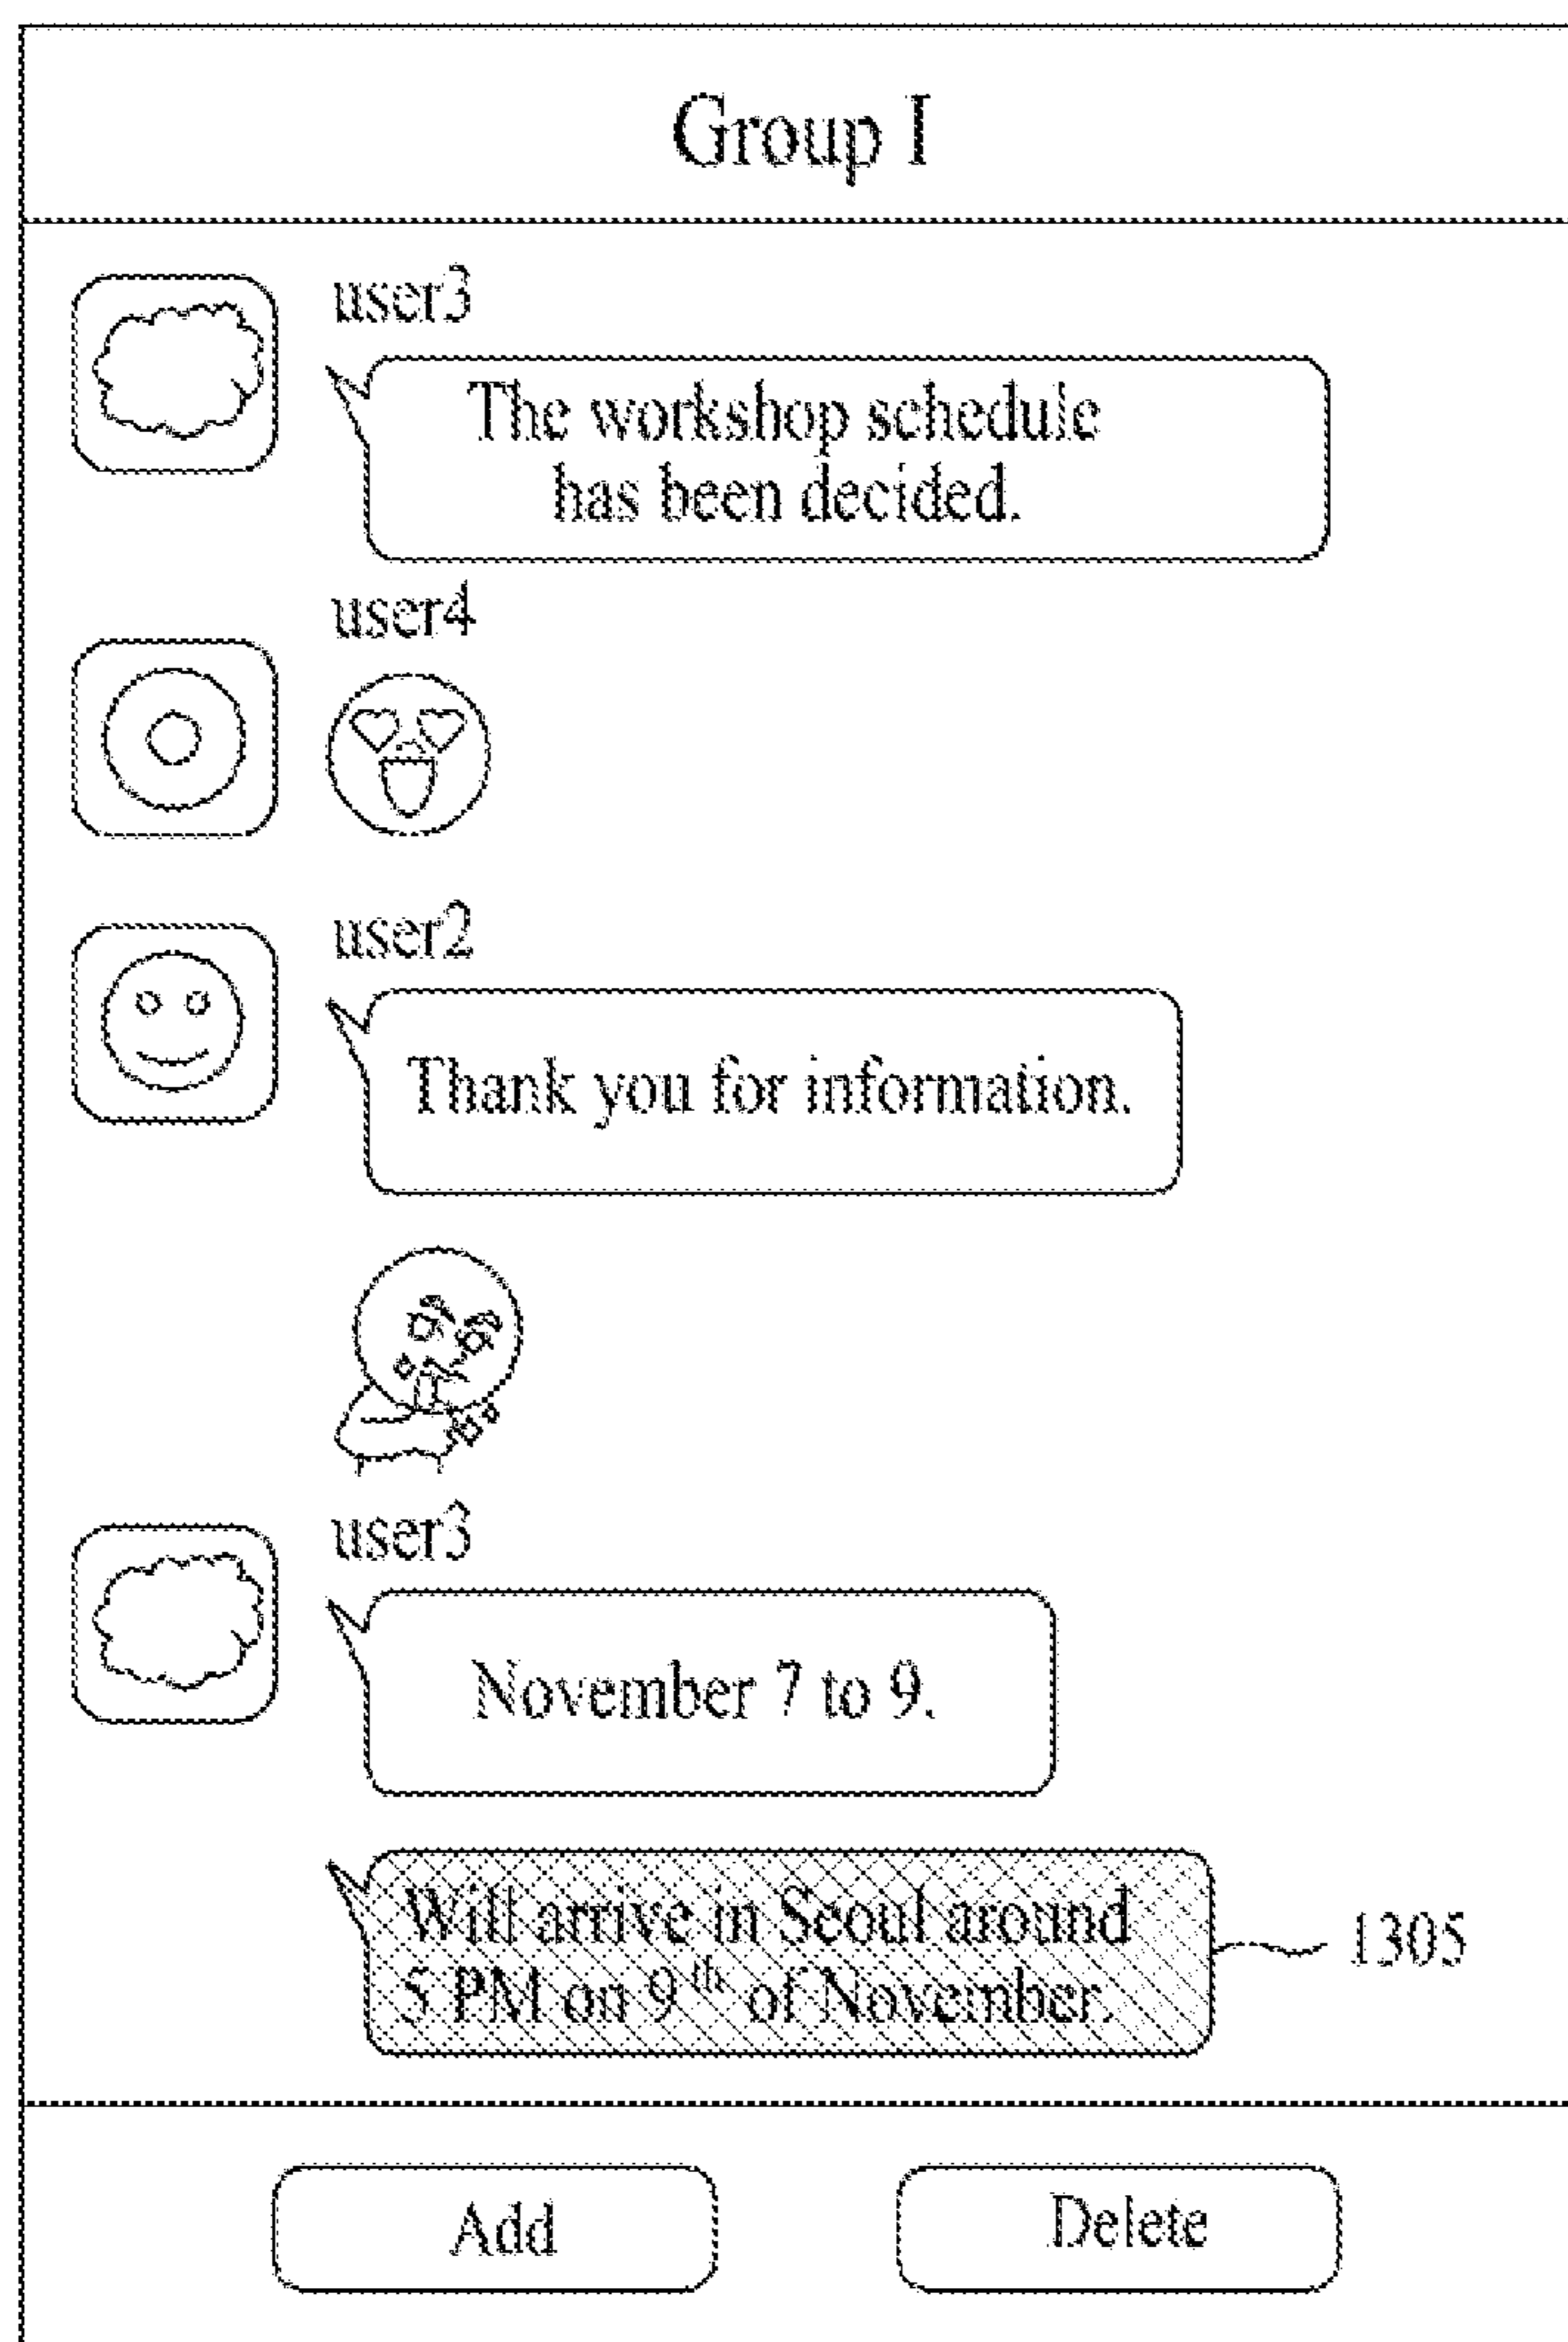 Group I
user3
The workshop schedule
has been decided.
user4
user2
Thank you for information.
user3
November 7 to 9.
Will arrive in Seoul around
5 PM on 9th of November.
1305
Add
Delete